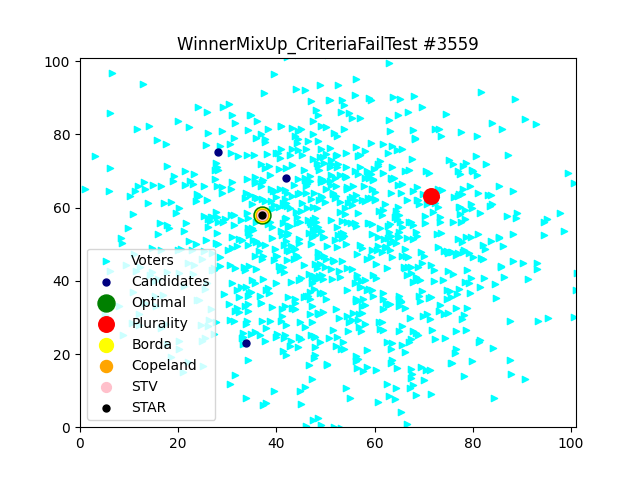 WinnerMixUp_CriteriaFailTest #3559
100
80
60
40
20
0
0
20
40
60
80
100
Voters
Candidates
Optimal
Plurality
Borda
Copeland
STV
STAR